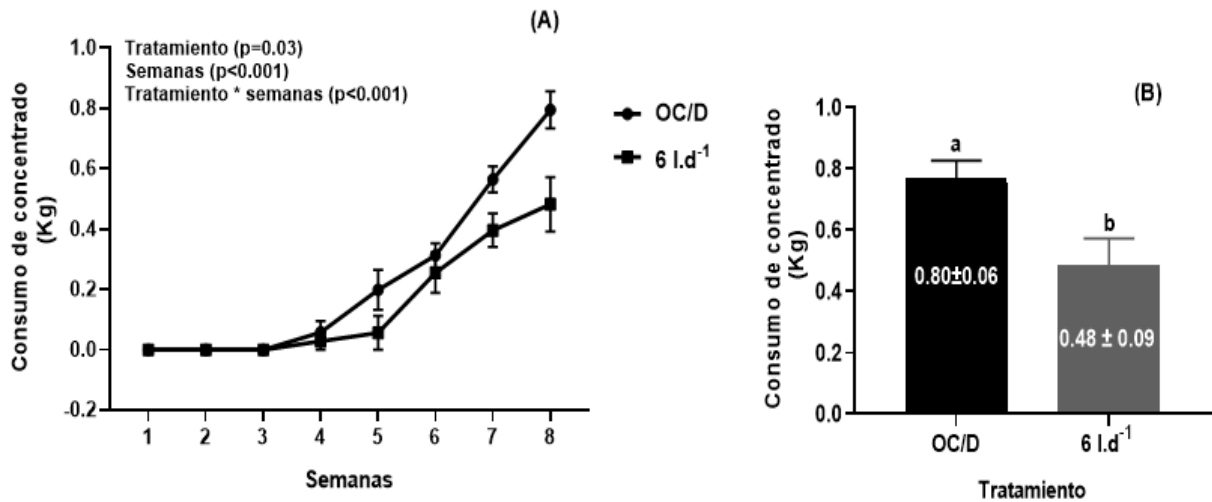 (A)
Tratamiento (p=0.03)
Semanas (p<0.001)
Tratamiento * semanas (p<0.001)
Consumo de concentrado
(Kg)
1.0
0.8
0.6
0.4
0.2
0.0
-0.2
1 2 3 4 5 6 7 8
Semanas
OC/D
6 l.d⁻¹
(B)
Consumo de concentrado
(Kg)
1.0
0.8
0.6
0.4
0.2
0.0
a
b
0.80±0.06
0.48 ± 0.09
OC/D 6 l.d⁻¹
Tratamiento